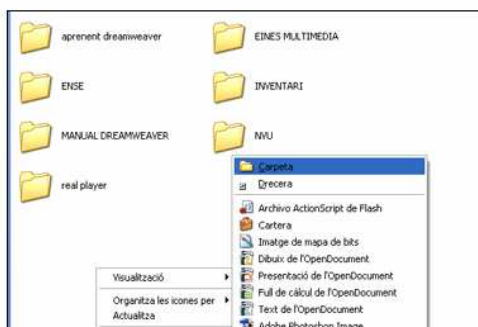 aprenent dreamweaver
EINES MULTIMEDIA
ENSE
INVENTARI
MANUAL DREAMWEAVER
NVU
real player
Carpeta
Drecera
Archivo ActionScript de Flash
Cartera
Imatge de mapa de bits
Dibuix de l'OpenDocument
Presentació de l'OpenDocument
Full de càlcul de l'OpenDocument
Text de l'OpenDocument
Adobe Photoshop Image
Visualització
Organitza les icones per
Actualitza